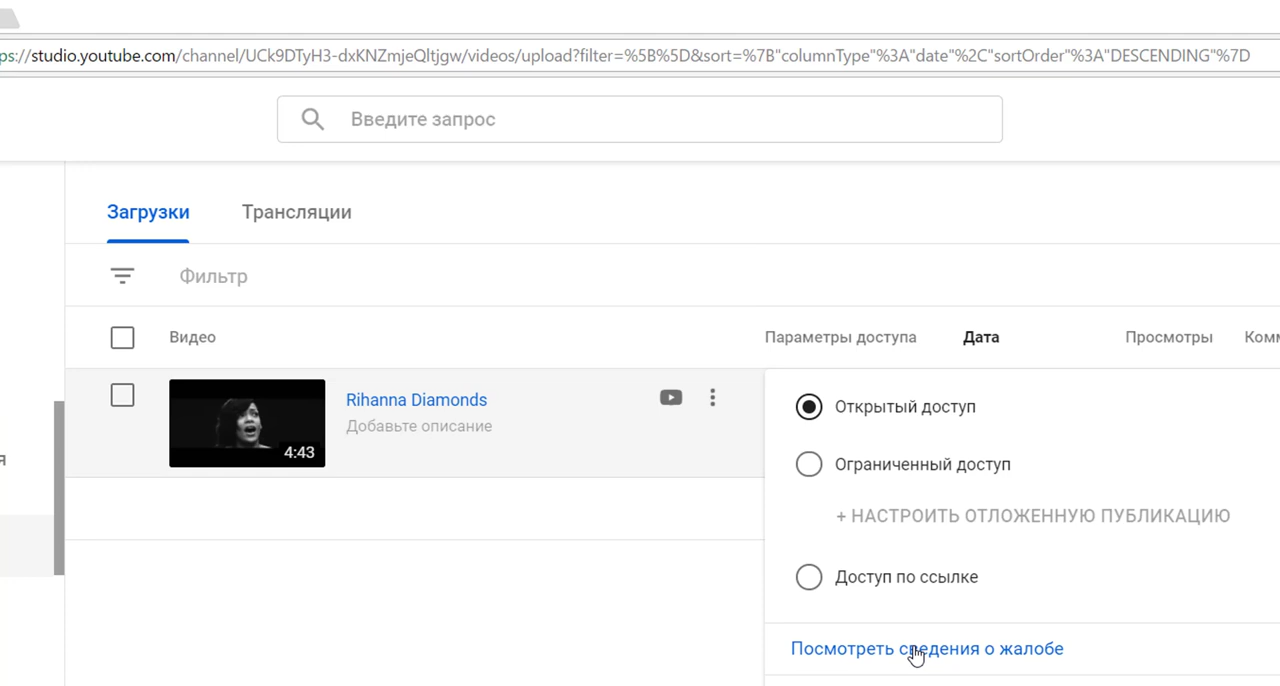 ps://studio.youtube.com/channel/UCk9DTyH3-dxKNZmjeQltjgw/videos/upload?filter=%5B%5D&sort=%7B"columnType"%3A"date"%2C"sortOrder"%3A"DESCENDING"%7D
Введите запрос
Загрузки Трансляции
Фильтр
Видео Параметры доступа Дата Просмотры Комм
Rihanna Diamonds
Добавьте описание
4:43
Открытый доступ
я Ограниченный доступ
+ НАСТРОИТЬ ОТЛОЖЕННУЮ ПУБЛИКАЦИЮ
Доступ по ссылке
Посмотреть сведения о жалобе